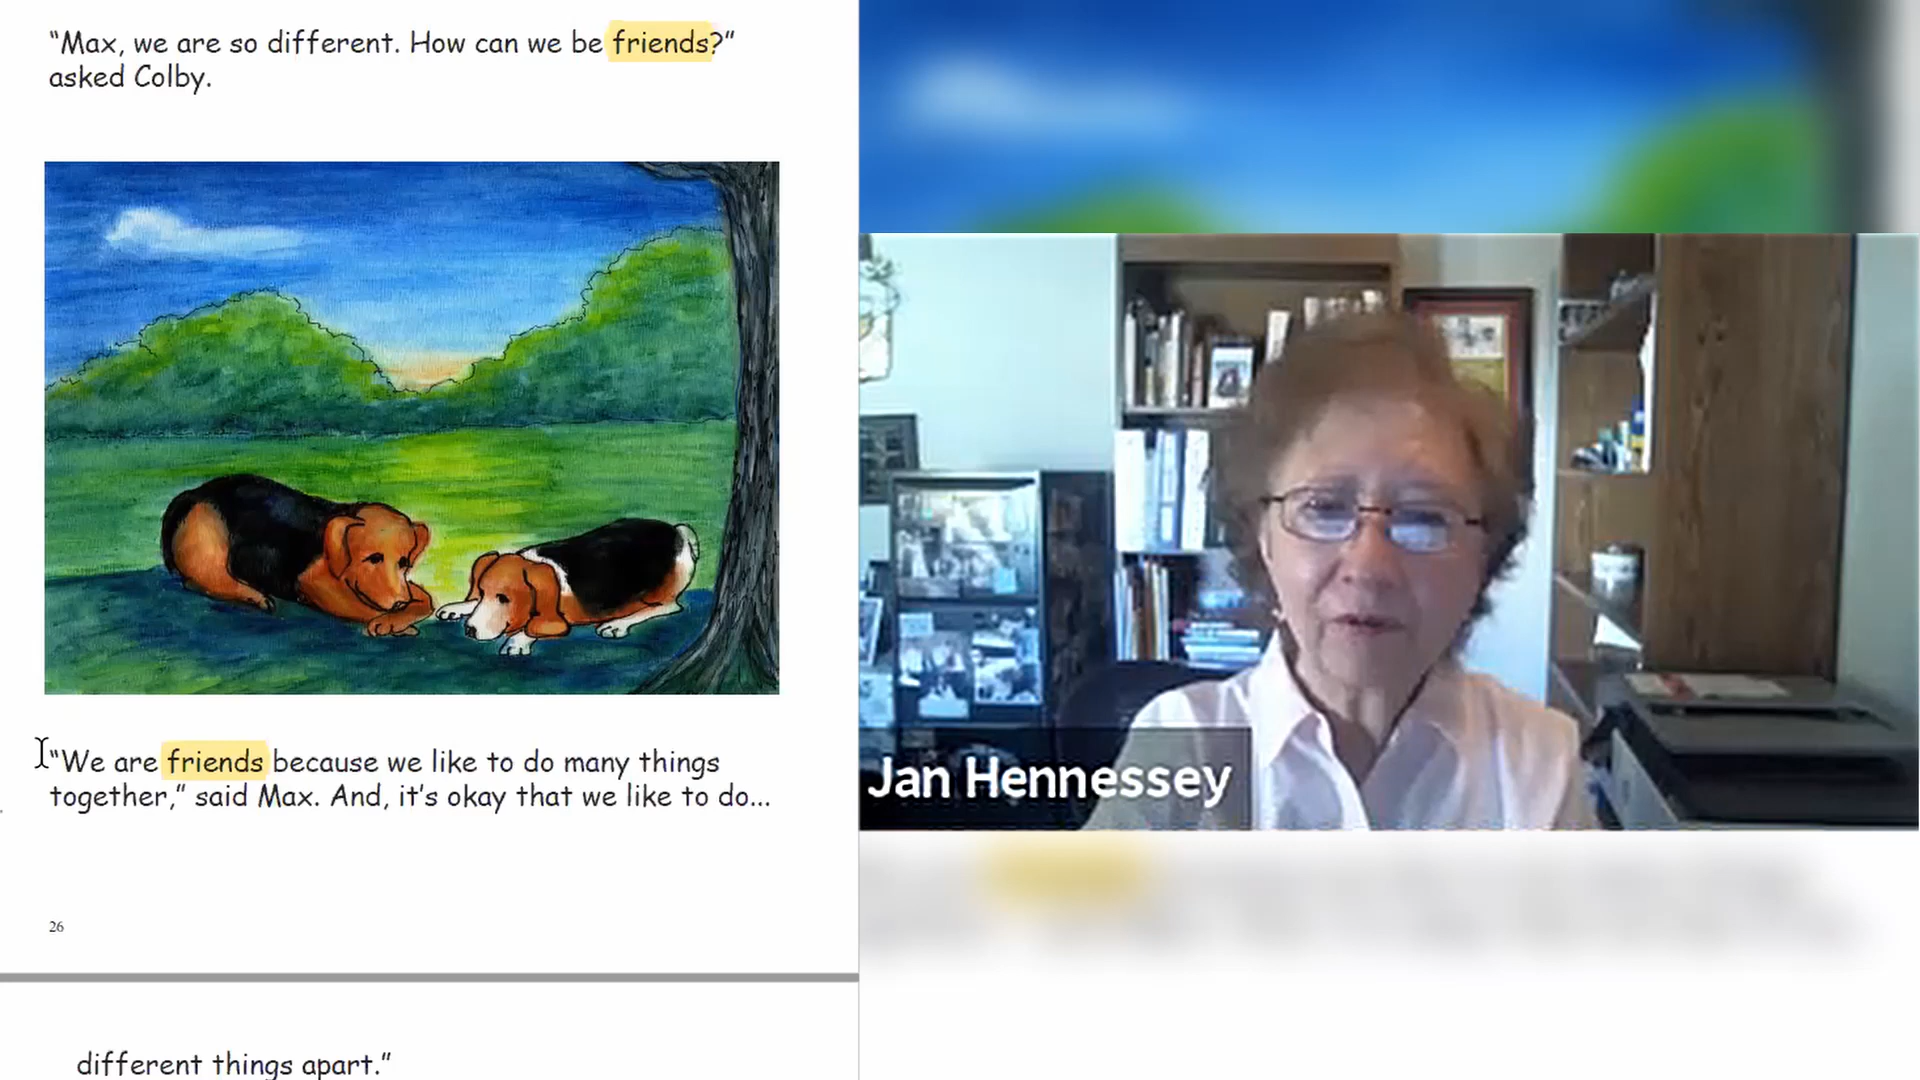 “Max, we are so different. How can we be friends?”
asked Colby.
“We are friends because we like to do many things
together,” said Max. And, it’s okay that we like to do...
26
different things apart.”
Jan Hennessey